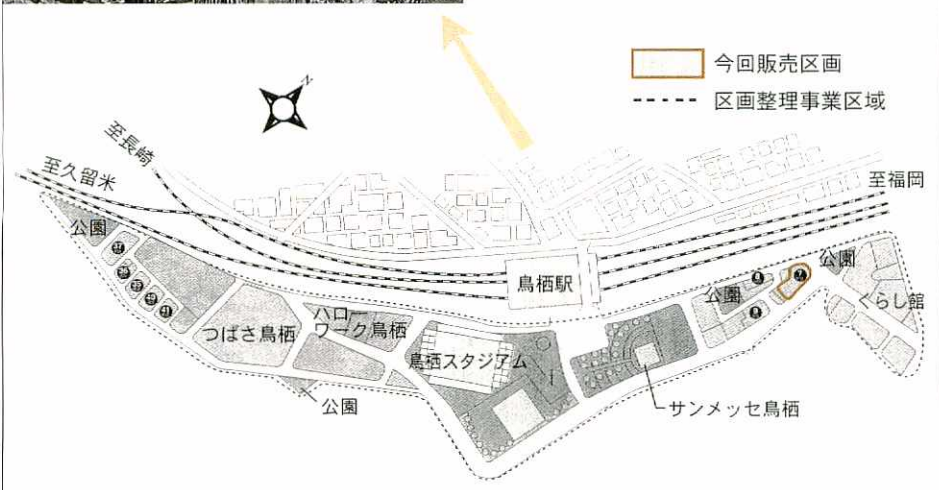 今回販売区画
区画整理事業区域
N
至長崎
至久留米
至福岡
公園
鳥栖駅
公園
公園
くらし館
つばさ鳥栖
ハロー
ワーク鳥栖
鳥栖スタジアム
公園
サンメッセ鳥栖